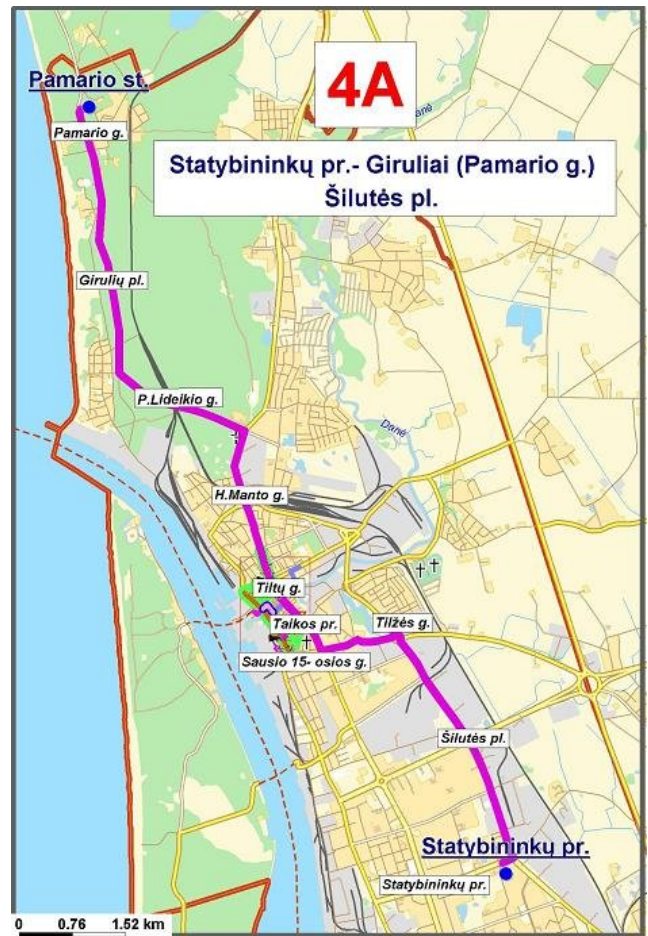 Pamario st.
4A
Danė
Pamario g.
Statybininkų pr.- Giruliai (Pamario g.)
Šilutės pl.
Girulių pl.
P.Lideikio g.
Danė
H.Manto g.
Tiltų g.
Taikos pr.
Tilžės g.
Sausio 15- osios g.
Šilutės pl.
Statybininkų pr.
Statybininkų pr.
0 0.76 1.52 km